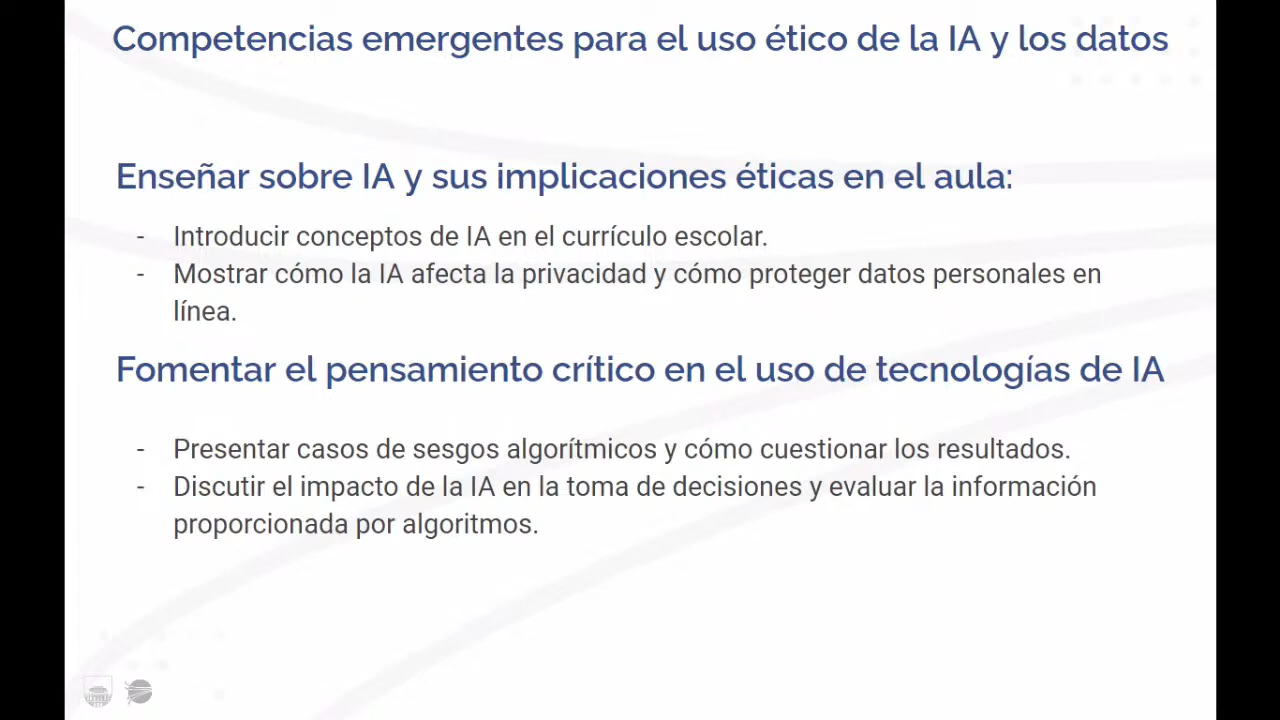 Competencias emergentes para el uso ético de la IA y los datos
Enseñar sobre IA y sus implicaciones éticas en el aula:
- Introducir conceptos de IA en el currículo escolar.
- Mostrar cómo la IA afecta la privacidad y cómo proteger datos personales en
línea.
Fomentar el pensamiento crítico en el uso de tecnologías de IA
- Presentar casos de sesgos algorítmicos y cómo cuestionar los resultados.
- Discutir el impacto de la IA en la toma de decisiones y evaluar la información
proporcionada por algoritmos.